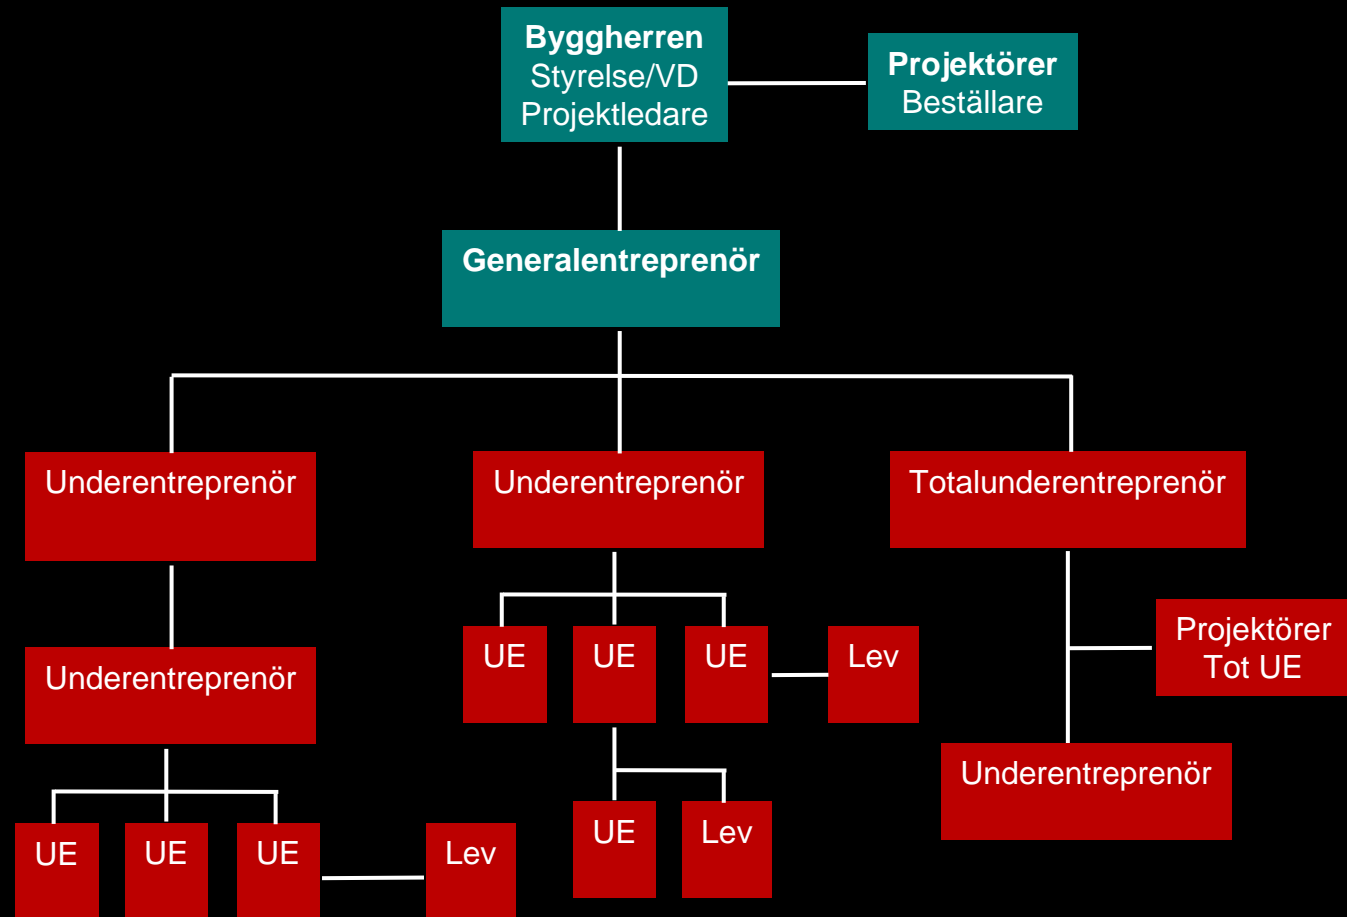 Byggherren
Styrelse/VD
Projektledare
Projektörer
Beställare
Generalentreprenör
Underentreprenör
Underentreprenör
Totalunderentreprenör
Projektörer
Tot UE
UE
UE
UE
Lev
Underentreprenör
Underentreprenör
UE
Lev
UE
UE
UE
Lev